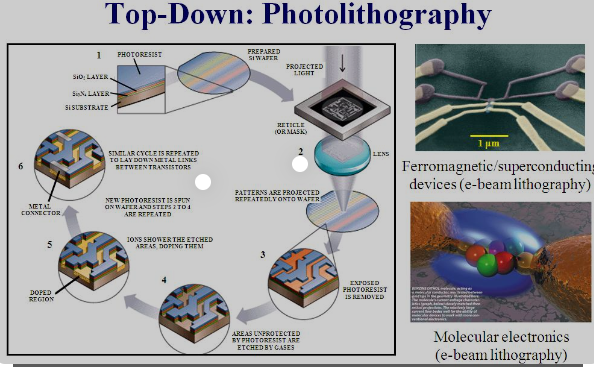 Top-Down: Photolithography
1
PHOTORESIST
SiO2 LAYER
Si3N4 LAYER
Si SUBSTRATE
PREPARED
Si WAFER
PROJECTED
LIGHT
RETICLE
(OR MASK)
2
LENS
PATTERNS ARE PROJECTED
REPEATEDLY ONTO WAFER
3
EXPOSED
PHOTORESIST
IS REMOVED
4
AREAS UNPROTECTED
BY PHOTORESIST ARE
ETCHED BY GASES
5
IONS SHOWER THE ETCHED
AREAS, DOPING THEM
DOPED
REGION
NEW PHOTORESIST IS SPUN
ON WAFER AND STEPS 2 TO 4
ARE REPEATED
6
SIMILAR CYCLE IS REPEATED
TO LAY DOWN METAL LINKS
BETWEEN TRANSISTORS
METAL
CONNECTOR
1 μm
Ferromagnetic/superconducting
devices (e-beam lithography)
Molecular electronics
(e-beam lithography)